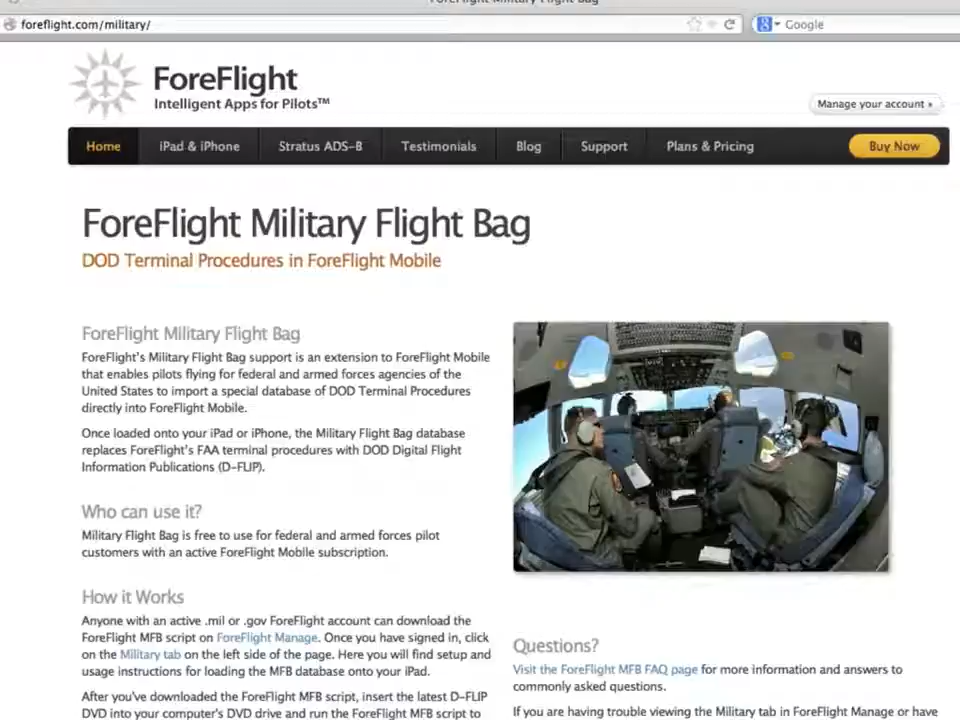 ForeFlight Military Flight Bag
foreflight.com/military/
Google
ForeFlight
Intelligent Apps for Pilots™
Manage your account »
Home
iPad & iPhone
Stratus ADS-B
Testimonials
Blog
Support
Plans & Pricing
Buy Now
ForeFlight Military Flight Bag
DOD Terminal Procedures in ForeFlight Mobile
ForeFlight Military Flight Bag
ForeFlight's Military Flight Bag support is an extension to ForeFlight Mobile
that enables pilots flying for federal and armed forces agencies of the
United States to import a special database of DOD Terminal Procedures
directly into ForeFlight Mobile.
Once loaded onto your iPad or iPhone, the Military Flight Bag database
replaces ForeFlight's FAA terminal procedures with DOD Digital Flight
Information Publications (D-FLIP).
Who can use it?
Military Flight Bag is free to use for federal and armed forces pilot
customers with an active ForeFlight Mobile subscription.
How it Works
Anyone with an active .mil or .gov ForeFlight account can download the
ForeFlight MFB script on ForeFlight Manage. Once you have signed in, click
on the Military tab on the left side of the page. Here you will find setup and
usage instructions for loading the MFB database onto your iPad.
After you've downloaded the ForeFlight MFB script, insert the latest D-FLIP
DVD into your computer's DVD drive and run the ForeFlight MFB script to
Questions?
Visit the ForeFlight MFB FAQ page for more information and answers to
commonly asked questions.
If you are having trouble viewing the Military tab in ForeFlight Manage or have